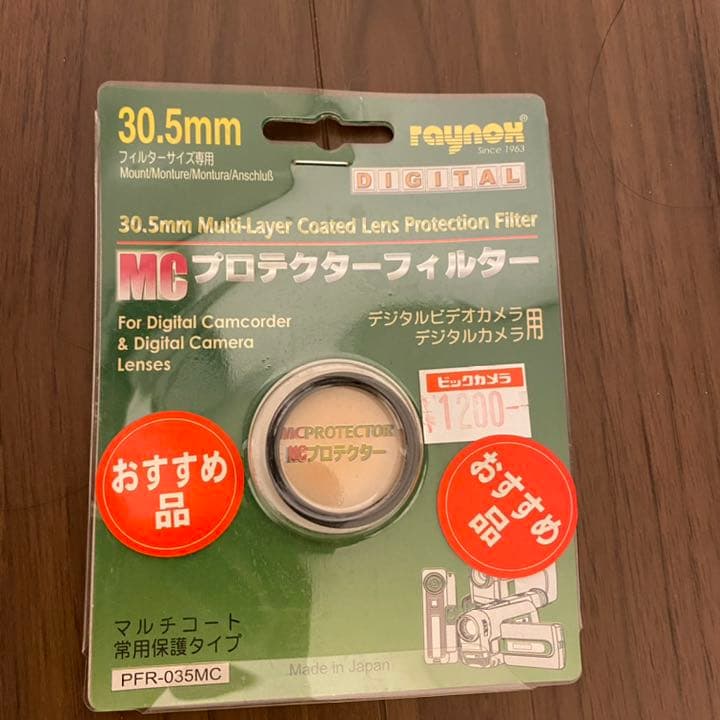 30.5mm
フィルターサイズ専用
Mount/Monture/Montura/Anschluß
raynox®
Since 1963
DIGITAL
30.5mm Multi-Layer Coated Lens Protection Filter
MCプロテクターフィルター
For Digital Camcorder
& Digital Camera
Lenses
デジタルビデオカメラ
デジタルカメラ
用
ビックカメラ
¥1200-
MCPROTECTOR
MCプロテクター
おすすめ
品
おすすめ
品
マルチコート
常用保護タイプ
PFR-035MC
Made in Japan